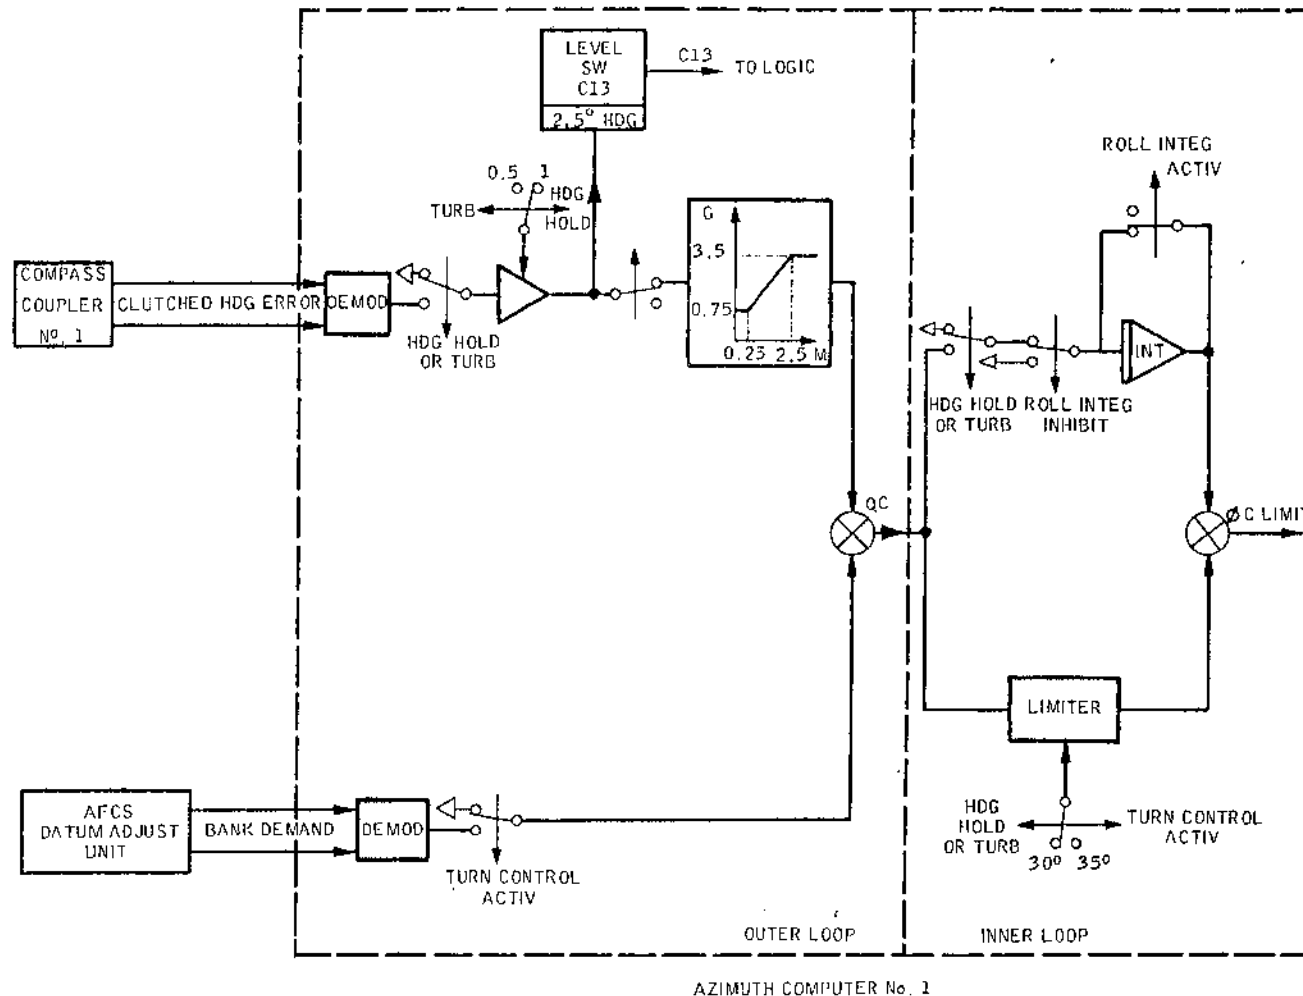 LEVEL
SW
C13
2.5° HDG
C13
TO LOGIC
ROLL INTEG
ACTIV
0.5 1
HDG
HOLD
TURB
G
3.5
0.75
0.25 2.5 M
COMPASS
COUPLER
Nº. 1
CLUTCHED HDG ERROR
DEMOD
HDG HOLD
OR TURB
INT
HDG HOLD
OR TURB
ROLL INTEG
INHIBIT
QC
ØC LIMIT
LIMITER
AFCS
DATUM ADJUST
UNIT
BANK DEMAND
DEMOD
TURN CONTROL
ACTIV
HDG
HOLD
OR TURB
TURN CONTROL
ACTIV
30° 35°
OUTER LOOP
INNER LOOP
AZIMUTH COMPUTER No. 1